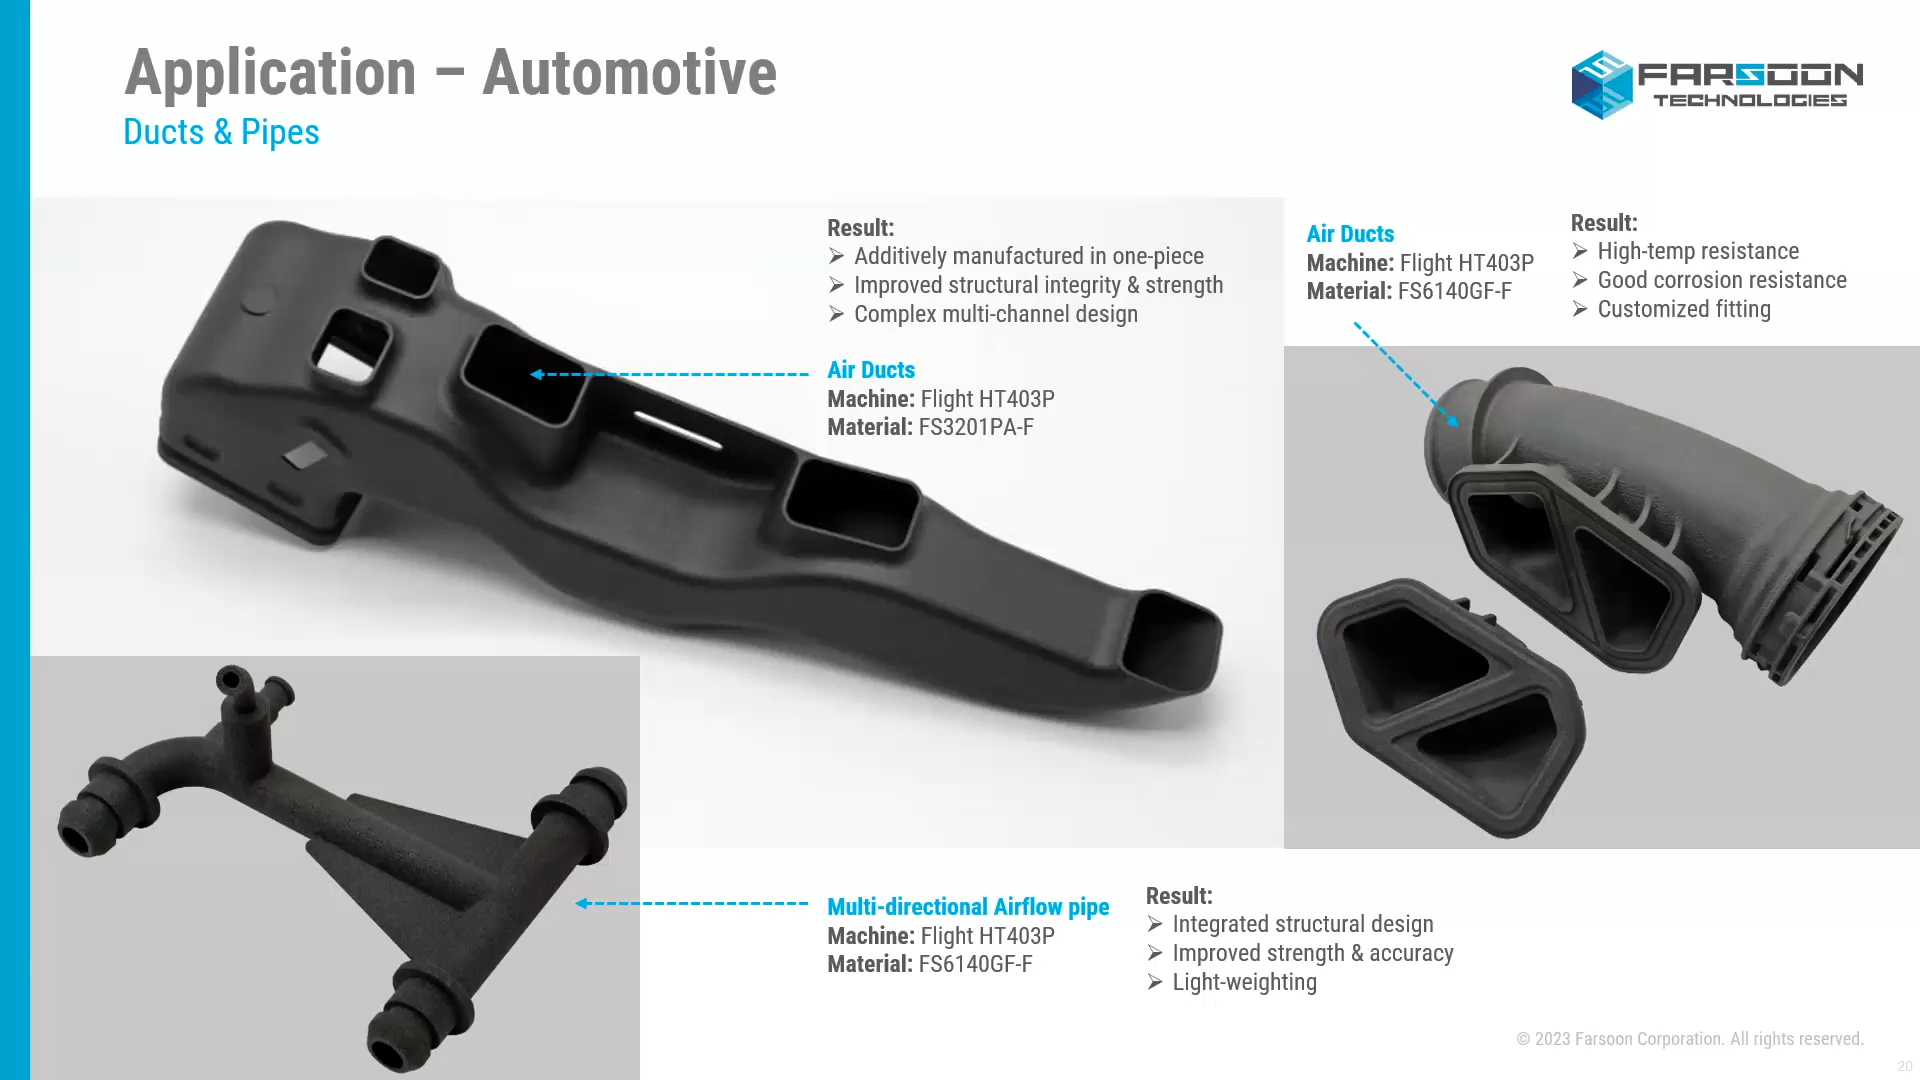 Application – Automotive
Ducts & Pipes
FARSOON
TECHNOLOGIES
Result:
➢ Additively manufactured in one-piece
➢ Improved structural integrity & strength
➢ Complex multi-channel design
Air Ducts
Machine: Flight HT403P
Material: FS3201PA-F
Air Ducts
Machine: Flight HT403P
Material: FS6140GF-F
Result:
➢ High-temp resistance
➢ Good corrosion resistance
➢ Customized fitting
Multi-directional Airflow pipe
Machine: Flight HT403P
Material: FS6140GF-F
Result:
➢ Integrated structural design
➢ Improved strength & accuracy
➢ Light-weighting
© 2023 Farsoon Corporation. All rights reserved.
20